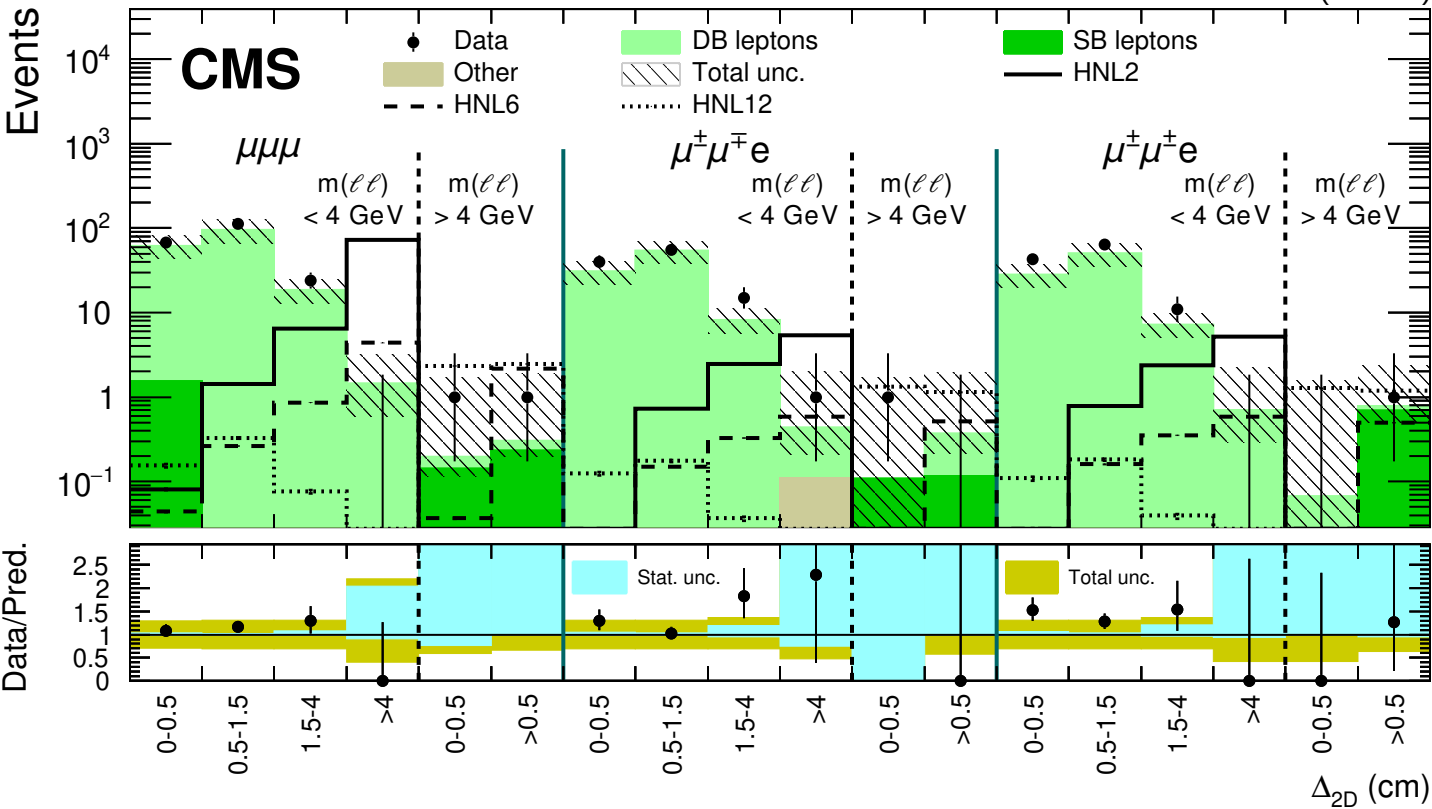 Events
10⁴
10³
10²
10
1
10⁻¹
CMS
Data
DB leptons
SB leptons
Other
Total unc.
HNL2
HNL6
HNL12
μμμ
μ±μ∓e
μ±μ±e
m(ℓℓ) < 4 GeV
m(ℓℓ) > 4 GeV
m(ℓℓ) < 4 GeV
m(ℓℓ) > 4 GeV
m(ℓℓ) < 4 GeV
m(ℓℓ) > 4 GeV
Data/Pred.
2.5
2
1.5
1
0.5
0
Stat. unc.
Total unc.
0-0.5
0.5-1.5
1.5-4
>4
0-0.5
>0.5
0-0.5
0.5-1.5
1.5-4
>4
0-0.5
>0.5
0-0.5
0.5-1.5
1.5-4
>4
0-0.5
>0.5
Δ₂D (cm)